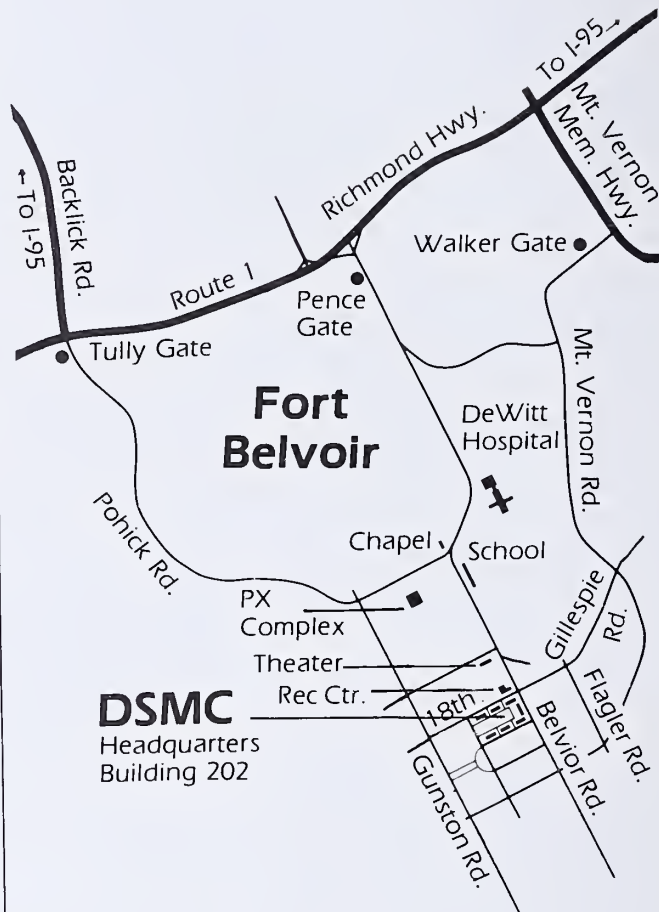 To I-95→
Mt. Vernon
Mem. Hwy.
Richmond Hwy.
Backlick Rd.
← To I-95
Walker Gate
Route 1
Pence
Gate
Tully Gate
Fort
Belvoir
DeWitt
Hospital
Mt. Vernon Rd.
Pohick Rd.
Chapel
School
PX
Complex
Gillespie
Rd.
Theater
Rec Ctr.
18th
DSMC
Headquarters
Building 202
Flagler Rd.
Belvior Rd.
Gunston Rd.